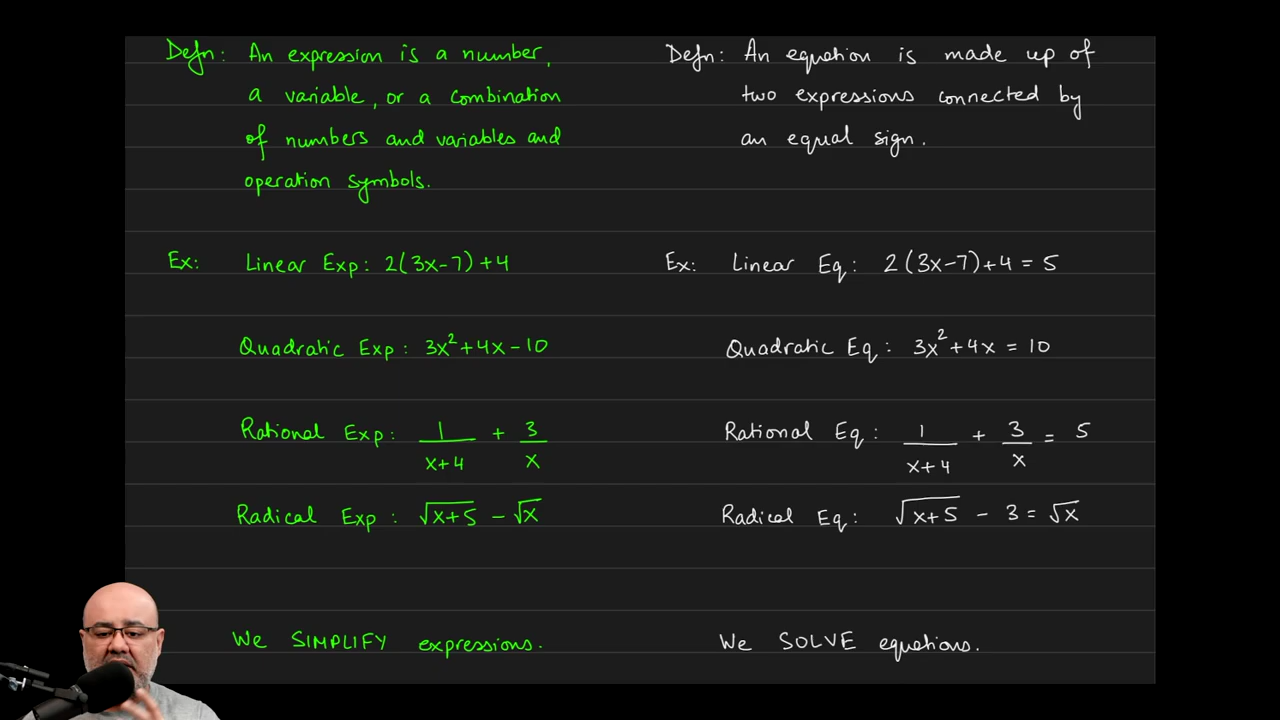 Defn: An expression is a number,
a variable, or a combination
of numbers and variables and
operation symbols.
Ex: Linear Exp: 2(3x-7)+4
Quadratic Exp: 3x²+4x-10
Rational Exp: 1/(x+4) + 3/x
Radical Exp: √(x+5) - √x
We SIMPLIFY expressions.
Defn: An equation is made up of
two expressions connected by
an equal sign.
Ex: Linear Eq: 2(3x-7)+4 = 5
Quadratic Eq: 3x²+4x = 10
Rational Eq: 1/(x+4) + 3/x = 5
Radical Eq: √(x+5) - 3 = √x
We SOLVE equations.